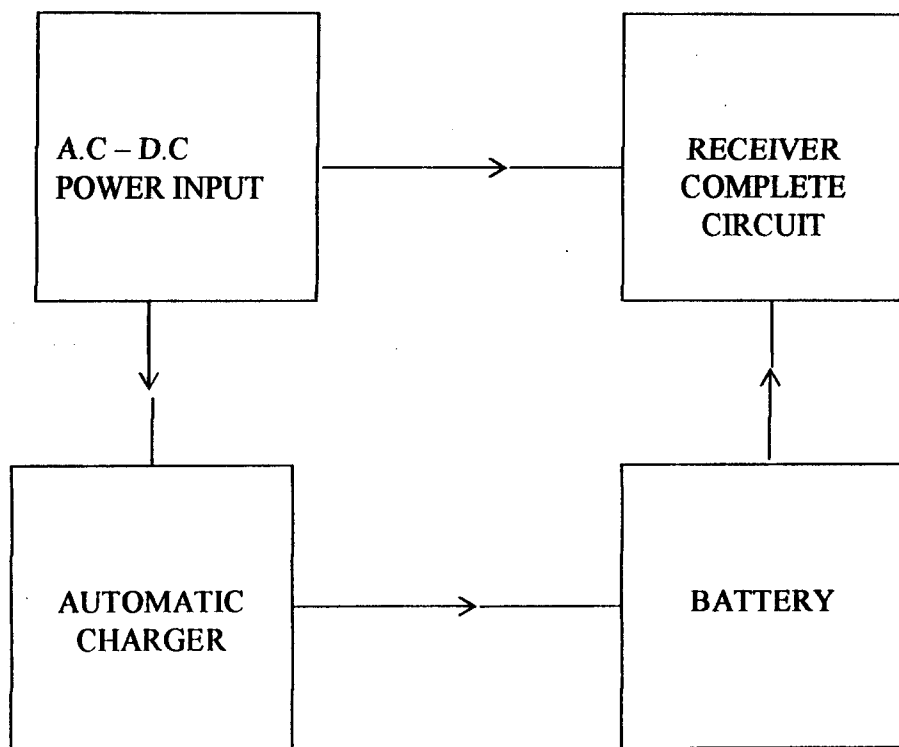 A.C – D.C
POWER INPUT
RECEIVER
COMPLETE
CIRCUIT
AUTOMATIC
CHARGER
BATTERY